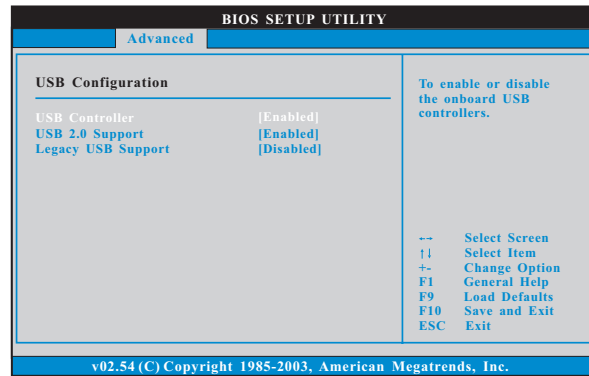 BIOS SETUP UTILITY
Advanced
USB Configuration
USB Controller [Enabled]
USB 2.0 Support [Enabled]
Legacy USB Support [Disabled]
To enable or disable
the onboard USB
controllers.
←→ Select Screen
↑↓ Select Item
+- Change Option
F1 General Help
F9 Load Defaults
F10 Save and Exit
ESC Exit
v02.54 (C) Copyright 1985-2003, American Megatrends, Inc.